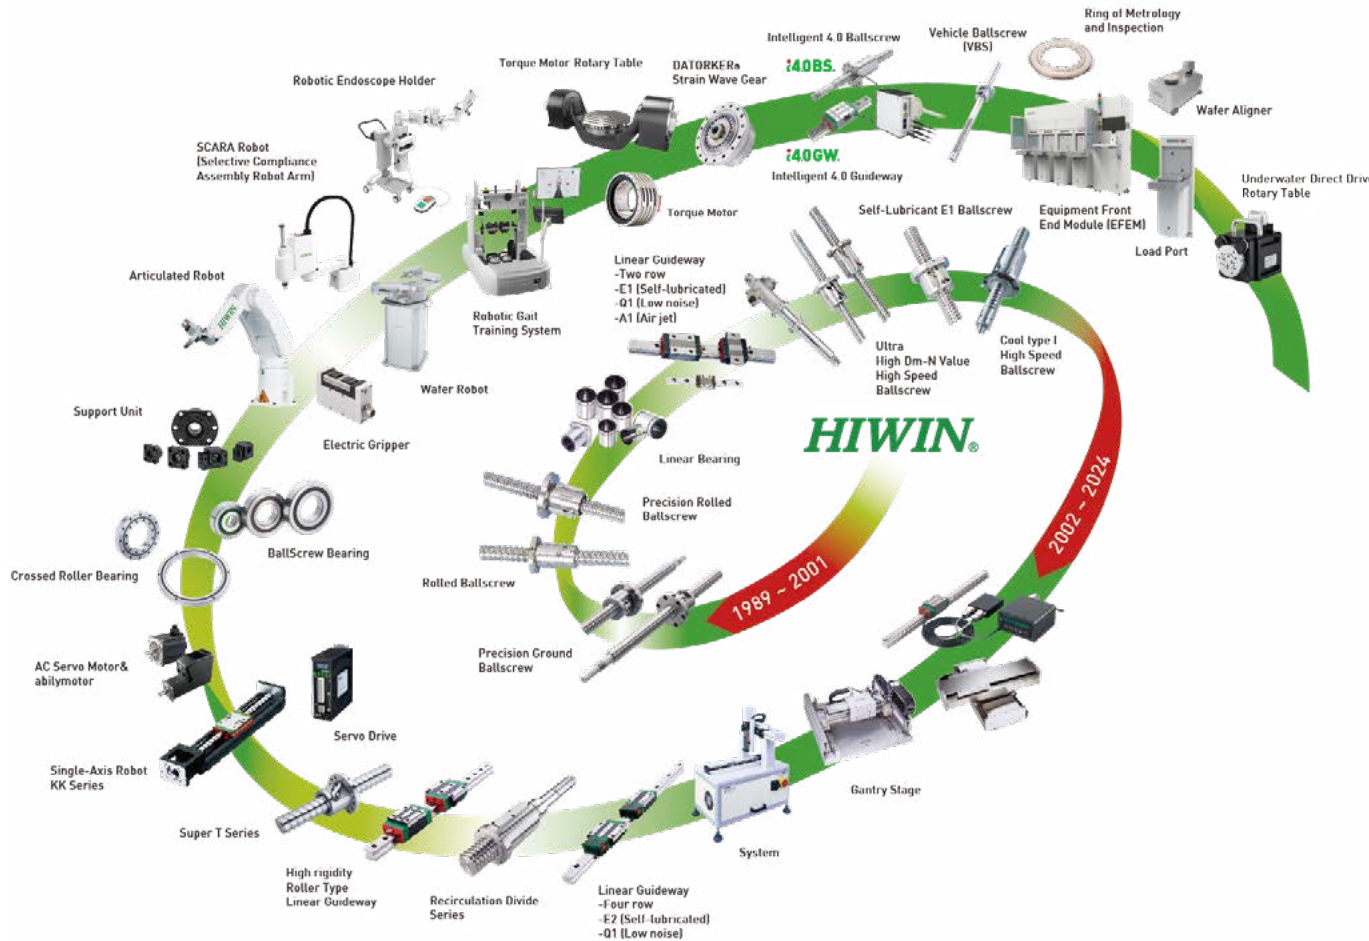 Ring of Metrology
and Inspection
Vehicle Ballscrew
(VBS)
Intelligent 4.0 Ballscrew
i4.0BS.
DATORKER®
Strain Wave Gear
Torque Motor Rotary Table
Robotic Endoscope Holder
SCARA Robot
(Selective Compliance
Assembly Robot Arm)
Wafer Aligner
i4.0GW.
Intelligent 4.0 Guideway
Underwater Direct Drive
Rotary Table
Torque Motor
Self-Lubricant E1 Ballscrew
Equipment Front
End Module (EFEM)
Load Port
Articulated Robot
HIWIN
Robotic Gait
Training System
Linear Guideway
-Two row
-E1 (Self-lubricated)
-Q1 (Low noise)
-A1 (Air jet)
Ultra
High Dm-N Value
High Speed
Ballscrew
Cool type I
High Speed
Ballscrew
Wafer Robot
Support Unit
Electric Gripper
HIWIN®
Linear Bearing
Precision Rolled
Ballscrew
2002 ~ 2024
BallScrew Bearing
Crossed Roller Bearing
Rolled Ballscrew
1989 ~ 2001
Precision Ground
Ballscrew
AC Servo Motor&
abilymotor
Servo Drive
Single-Axis Robot
KK Series
Gantry Stage
Super T Series
System
High rigidity
Roller Type
Linear Guideway
Recirculation Divide
Series
Linear Guideway
-Four row
-E2 (Self-lubricated)
-Q1 (Low noise)